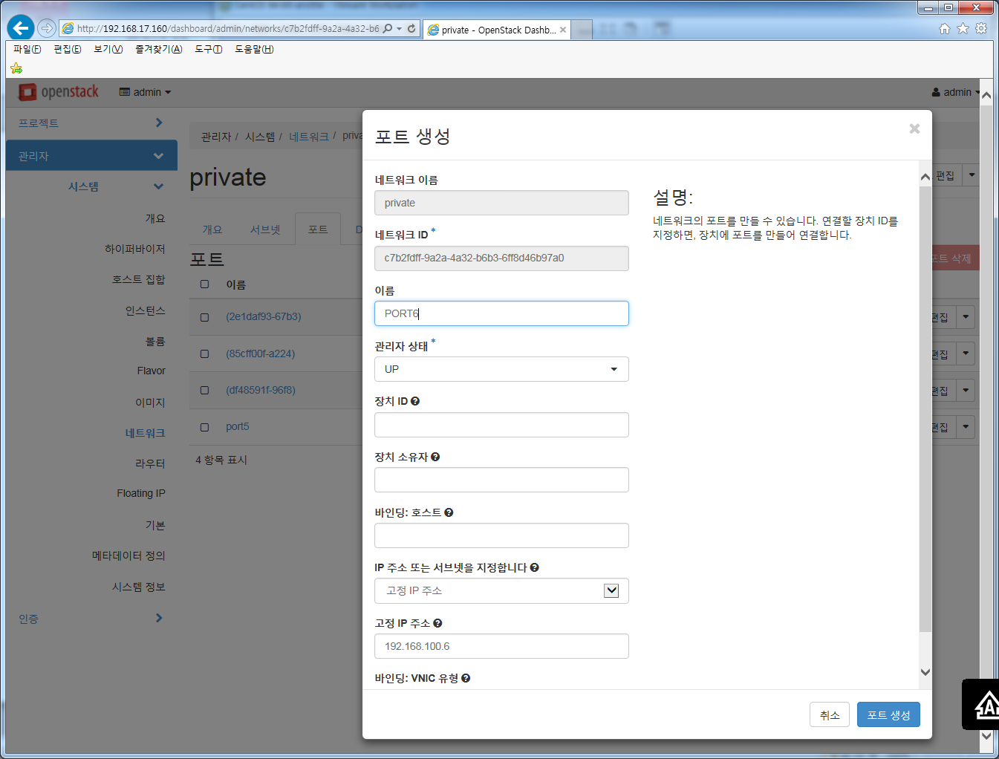 http://192.168.17.160/dashboard/admin/networks/c7b2fdff-9a2a-4a32-b6
private - OpenStack Dashb...
파일(F) 편집(E) 보기(V) 즐겨찾기(A) 도구(T) 도움말(H)
openstack admin admin
프로젝트
관리자
시스템
개요
하이퍼바이저
호스트 집합
인스턴스
볼륨
Flavor
이미지
네트워크
라우터
Floating IP
기본
메타데이터 정의
시스템 정보
인증
관리자 / 시스템 / 네트워크 / priva
private
편집
개요 서브넷 포트 D
포트
포트 삭제
이름
(2e1daf93-67b3) 편집
(85cff00f-a224) 편집
(df48591f-96f8) 편집
port5 편집
4 항목 표시
포트 생성
네트워크 이름
private
네트워크 ID *
c7b2fdff-9a2a-4a32-b6b3-6ff8d46b97a0
이름
PORT6
관리자 상태 *
UP
장치 ID
장치 소유자
바인딩: 호스트
IP 주소 또는 서브넷을 지정합니다
고정 IP 주소
고정 IP 주소
192.168.100.6
바인딩: VNIC 유형
설명:
네트워크의 포트를 만들 수 있습니다. 연결할 장치 ID를
지정하면, 장치에 포트를 만들어 연결합니다.
취소 포트 생성